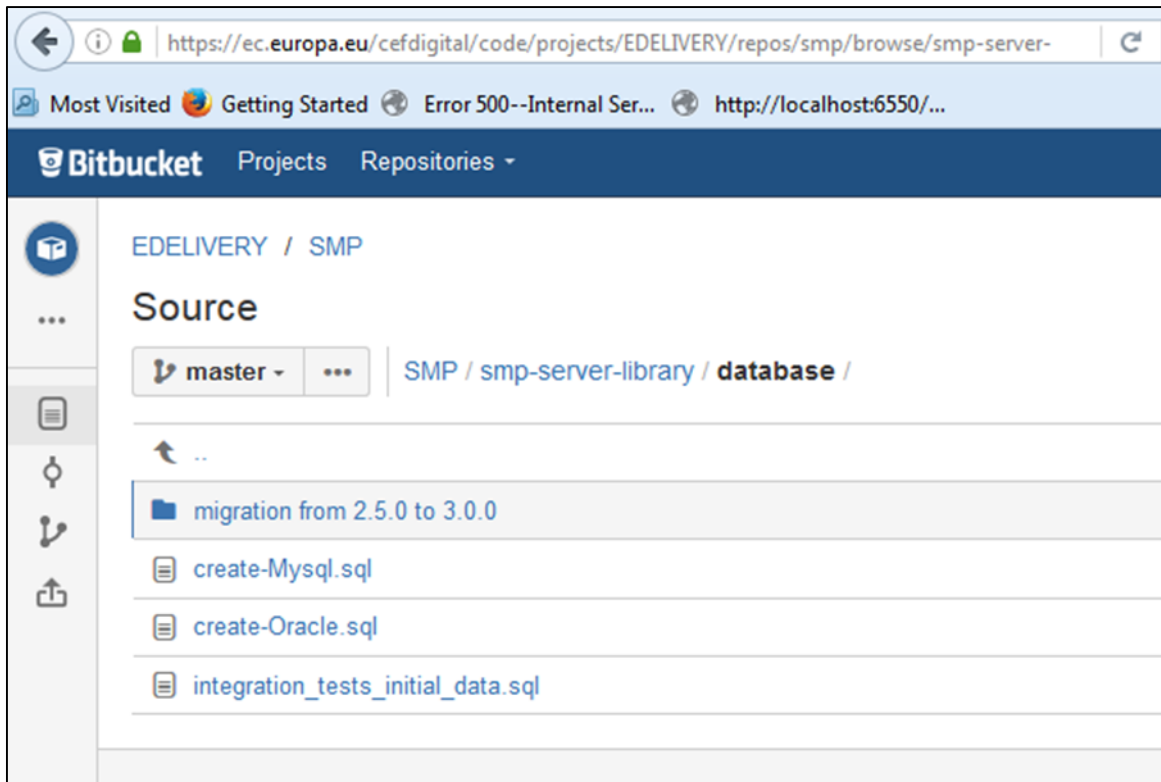 https://ec.europa.eu/cefdigital/code/projects/EDELIVERY/repos/smp/browse/smp-server-
Most Visited Getting Started Error 500--Internal Ser... http://localhost:6550/...
Bitbucket Projects Repositories
EDELIVERY / SMP
Source
master ••• SMP / smp-server-library / database /
..
migration from 2.5.0 to 3.0.0
create-Mysql.sql
create-Oracle.sql
integration_tests_initial_data.sql